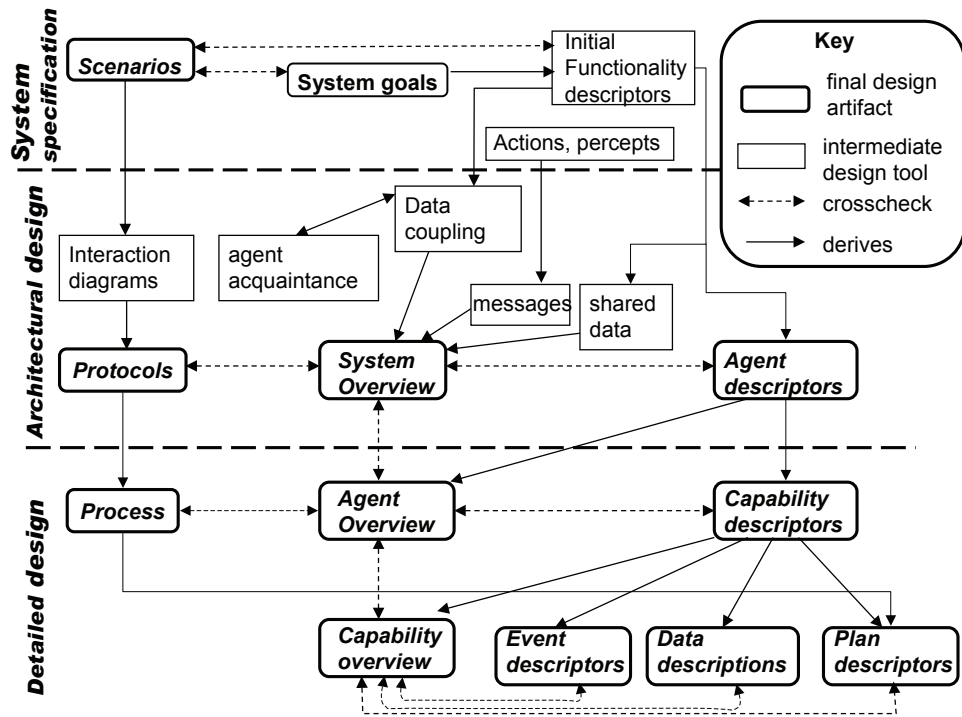 System
specification
Scenarios
System goals
Initial
Functionality
descriptors
Actions, percepts
Key
final design
artifact
intermediate
design tool
crosscheck
derives
Architectural design
Interaction
diagrams
agent
acquaintance
Data
coupling
messages
shared
data
Protocols
System
Overview
Agent
descriptors
Detailed design
Process
Agent
Overview
Capability
descriptors
Capability
overview
Event
descriptors
Data
descriptions
Plan
descriptors